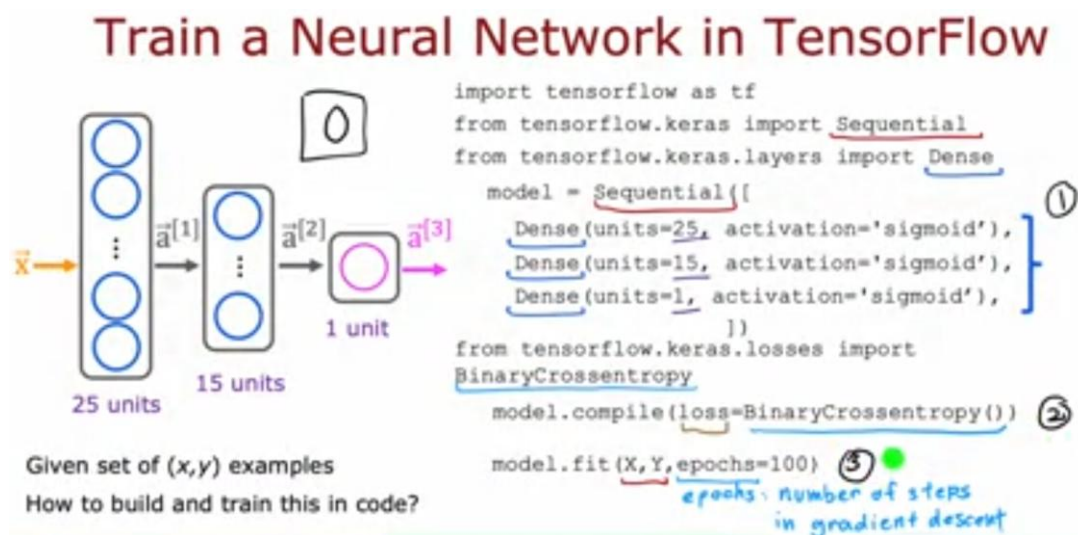 Train a Neural Network in TensorFlow
0
x⃗
a⃗[1]
a⃗[2]
a⃗[3]
25 units
15 units
1 unit
Given set of (x,y) examples
How to build and train this in code?
import tensorflow as tf
from tensorflow.keras import Sequential
from tensorflow.keras.layers import Dense
model = Sequential([
Dense(units=25, activation='sigmoid'),
Dense(units=15, activation='sigmoid'),
Dense(units=1, activation='sigmoid'),
])
①
from tensorflow.keras.losses import
BinaryCrossentropy
model.compile(loss=BinaryCrossentropy()) ②
model.fit(X,Y,epochs=100) ③
epochs: number of steps
in gradient descent